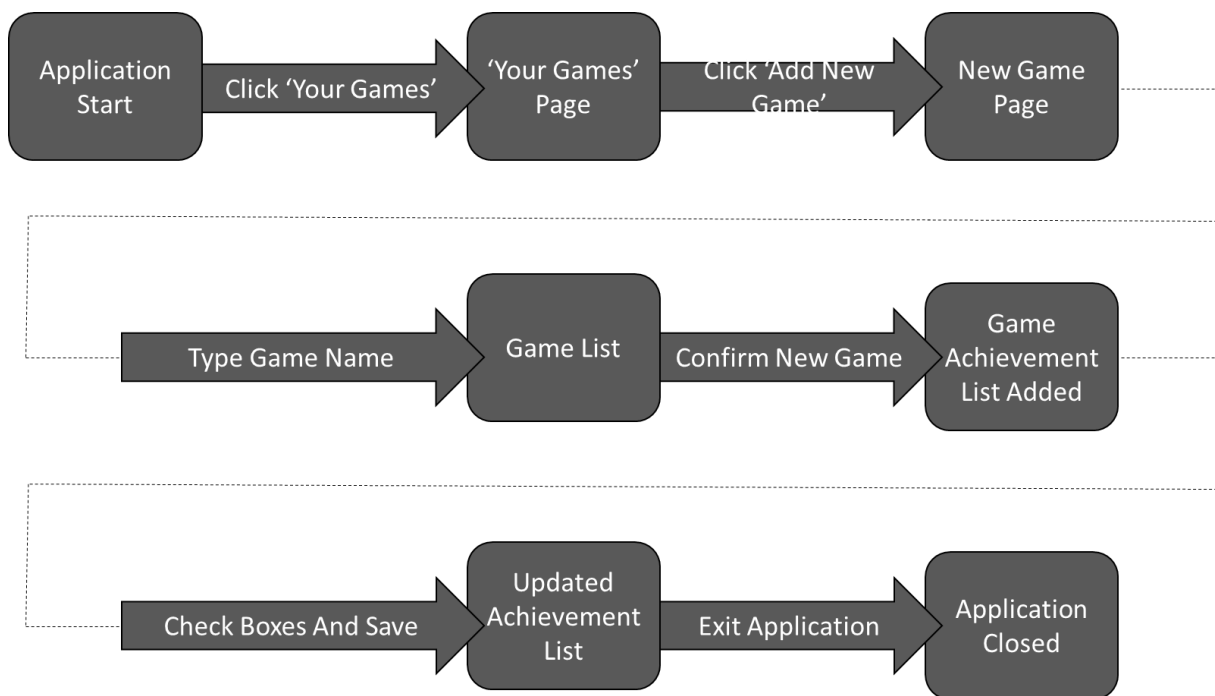 Application
Start
Click ‘Your Games’
‘Your Games’
Page
Click ‘Add New
Game’
New Game
Page
Type Game Name
Game List
Confirm New Game
Game
Achievement
List Added
Check Boxes And Save
Updated
Achievement
List
Exit Application
Application
Closed